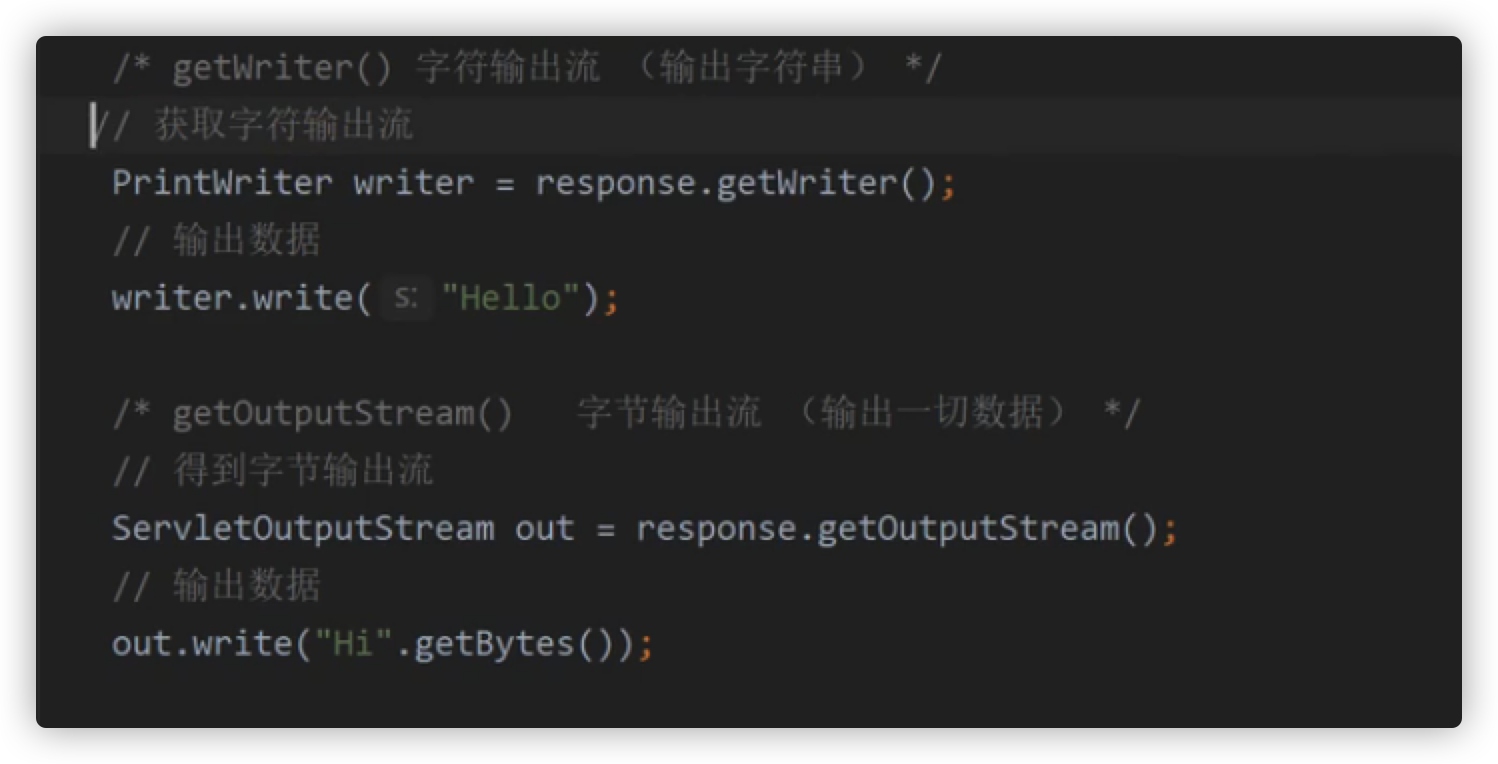 /* getWriter() 字符输出流 （输出字符串） */
// 获取字符输出流
PrintWriter writer = response.getWriter();
// 输出数据
writer.write( s: "Hello");
/* getOutputStream() 字节输出流 （输出一切数据） */
// 得到字节输出流
ServletOutputStream out = response.getOutputStream();
// 输出数据
out.write("Hi".getBytes());